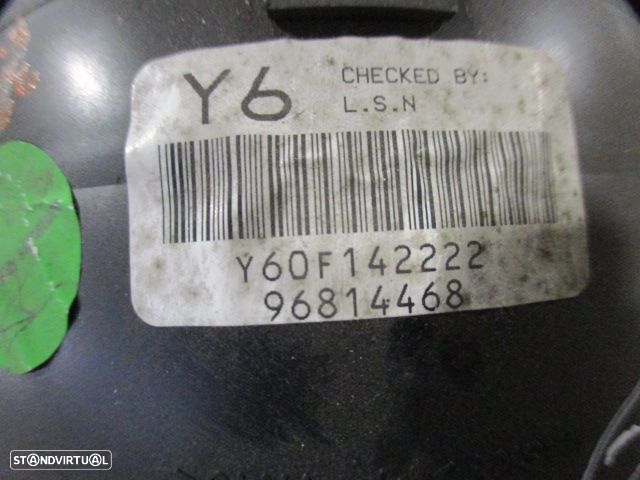 Y6
CHECKED BY:
L.S.N
Y60F142222
96814468
STANDVIRTUAL